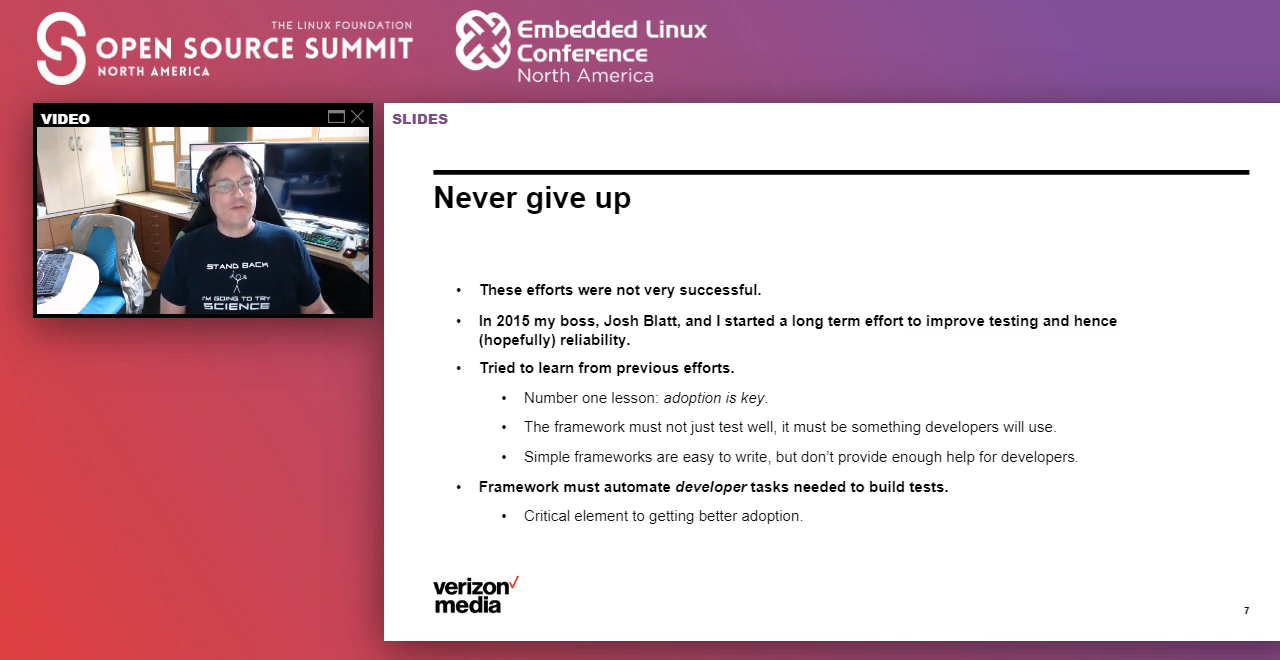 THE LINUX FOUNDATION
OPEN SOURCE SUMMIT
NORTH AMERICA
Embedded Linux
Conference
North America
VIDEO
STAND BACK
I'M GOING TO TRY
SCIENCE
SLIDES
Never give up
• These efforts were not very successful.
• In 2015 my boss, Josh Blatt, and I started a long term effort to improve testing and hence
(hopefully) reliability.
• Tried to learn from previous efforts.
• Number one lesson: adoption is key.
• The framework must not just test well, it must be something developers will use.
• Simple frameworks are easy to write, but don’t provide enough help for developers.
• Framework must automate developer tasks needed to build tests.
• Critical element to getting better adoption.
verizon✓
media
7